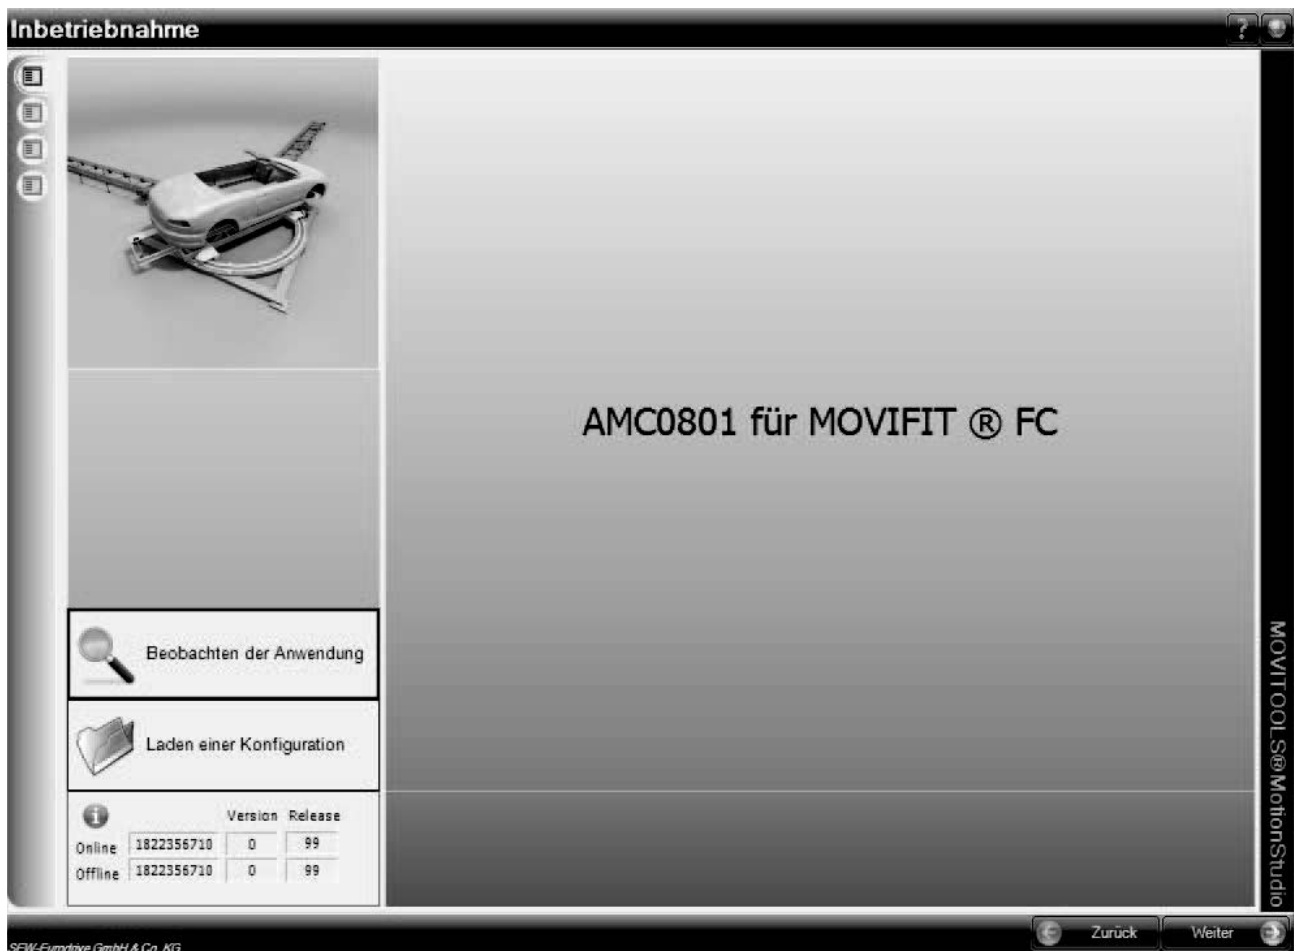 Inbetriebnahme
?
AMC0801 für MOVIFIT ® FC
Beobachten der Anwendung
Laden einer Konfiguration
Version Release
Online 1822356710 0 99
Offline 1822356710 0 99
MOVITOOLS®MotionStudio
Zurück Weiter
SEW-Eurodrive GmbH & Co. KG